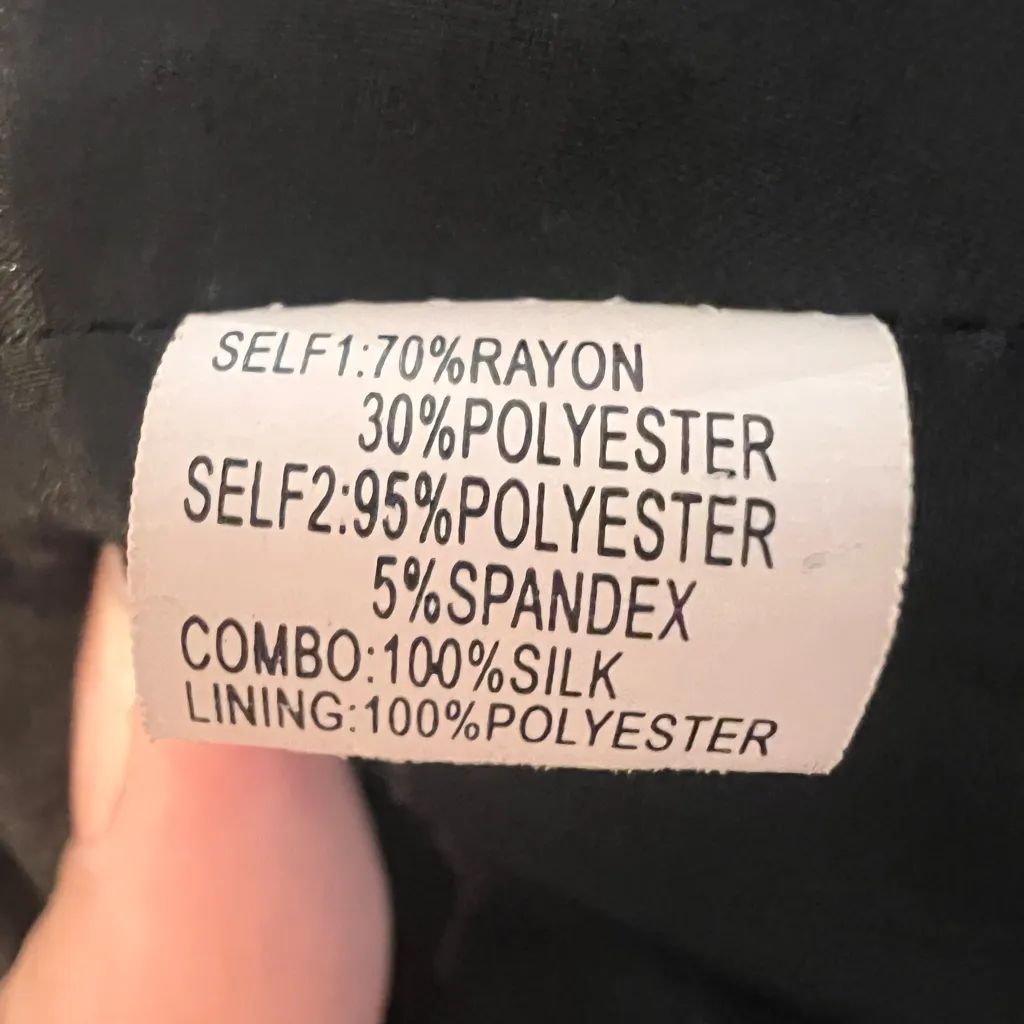 SELF1:70%RAYON
30%POLYESTER
SELF2:95%POLYESTER
5%SPANDEX
COMBO:100%SILK
LINING:100%POLYESTER